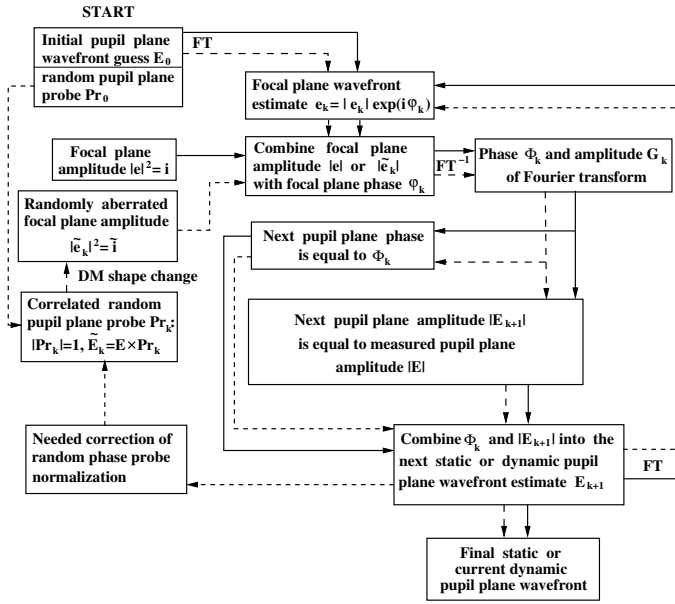 START
Initial pupil plane
wavefront guess E₀
random pupil plane
probe Pr₀
FT
Focal plane wavefront
estimate eₖ= | eₖ| exp(iφₖ)
Focal plane
amplitude |e|²= i
Combine focal plane
amplitude |e| or |ẽₖ|
with focal plane phase φₖ
FT⁻¹
Phase Φₖ and amplitude Gₖ
of Fourier transform
Randomly aberrated
focal plane amplitude
|ẽₖ|²= ĩ
DM shape change
Next pupil plane phase
is equal to Φₖ
Correlated random
pupil plane probe Prₖ:
|Prₖ|=1, Ẽₖ=E×Prₖ
Next pupil plane amplitude |Eₖ₊₁|
is equal to measured pupil plane
amplitude |E|
Needed correction of
random phase probe
normalization
Combine Φₖ and |Eₖ₊₁| into the
next static or dynamic pupil
plane wavefront estimate Eₖ₊₁
FT
Final static or
current dynamic
pupil plane wavefront